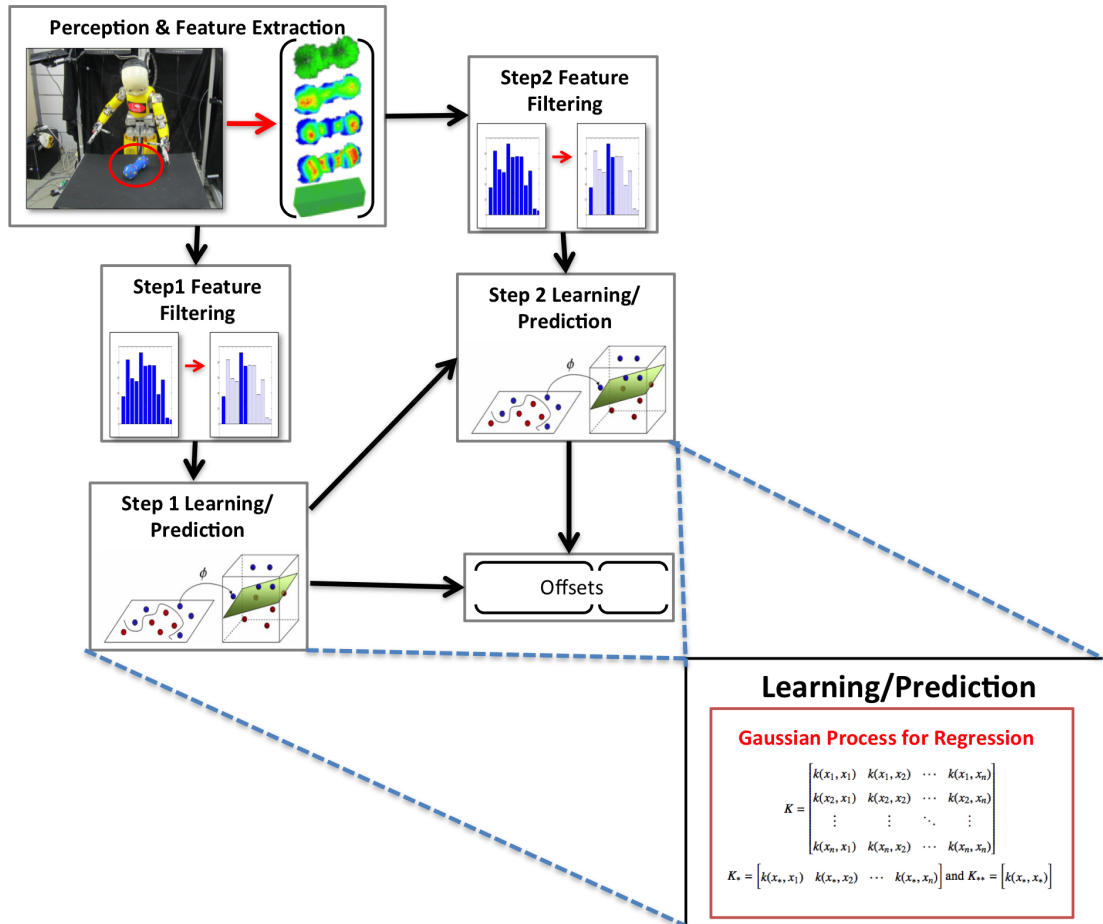 Perception & Feature Extraction
Step2 Feature
Filtering
Step1 Feature
Filtering
Step 2 Learning/
Prediction
ϕ
Step 1 Learning/
Prediction
ϕ
Offsets
Learning/Prediction
Gaussian Process for Regression
K = [k(x₁, x₁) k(x₁, x₂) ⋯ k(x₁, xₙ)
k(x₂, x₁) k(x₂, x₂) ⋯ k(x₂, xₙ)
⋮ ⋮ ⋱ ⋮
k(xₙ, x₁) k(xₙ, x₂) ⋯ k(xₙ, xₙ)]
K* = [k(x*, x₁) k(x*, x₂) ⋯ k(x*, xₙ)] and K** = [k(x*, x*)]